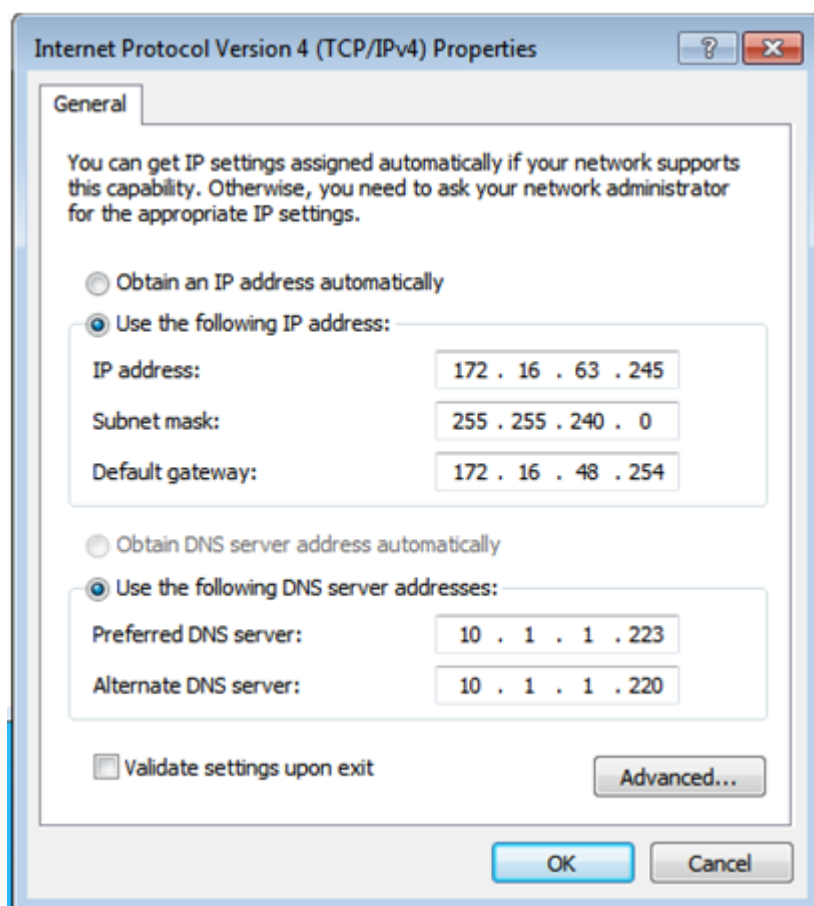 Internet Protocol Version 4 (TCP/IPv4) Properties
General
You can get IP settings assigned automatically if your network supports
this capability. Otherwise, you need to ask your network administrator
for the appropriate IP settings.
Obtain an IP address automatically
Use the following IP address:
IP address: 172 . 16 . 63 . 245
Subnet mask: 255 . 255 . 240 . 0
Default gateway: 172 . 16 . 48 . 254
Obtain DNS server address automatically
Use the following DNS server addresses:
Preferred DNS server: 10 . 1 . 1 . 223
Alternate DNS server: 10 . 1 . 1 . 220
Validate settings upon exit
Advanced...
OK Cancel